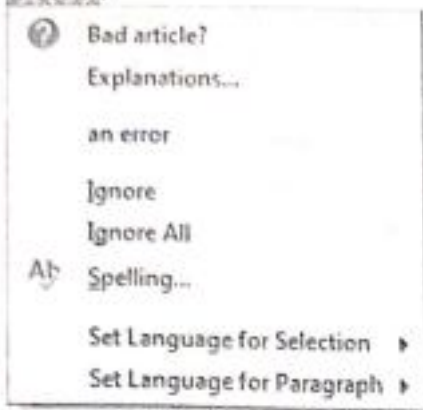 Bad article?
Explanations...
an error
Ignore
Ignore All
Spelling...
Set Language for Selection
Set Language for Paragraph